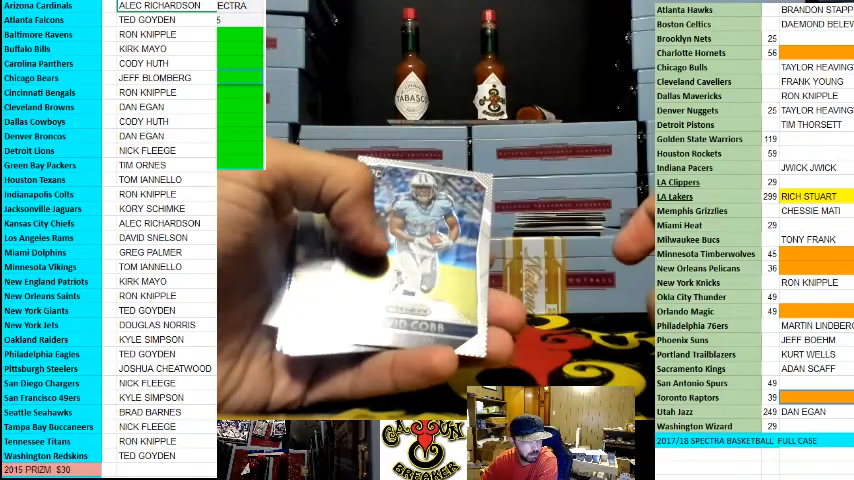 Arizona Cardinals ALEC RICHARDSON ECTRA
Atlanta Falcons TED GOYDEN 5
Baltimore Ravens RON KNIPPLE
Buffalo Bills KIRK MAYO
Carolina Panthers CODY HUTH
Chicago Bears JEFF BLOMBERG
Cincinnati Bengals RON KNIPPLE
Cleveland Browns DAN EGAN
Dallas Cowboys CODY HUTH
Denver Broncos DAN EGAN
Detroit Lions NICK FLEEGE
Green Bay Packers TIM ORNES
Houston Texans TOM IANNELLO
Indianapolis Colts RON KNIPPLE
Jacksonville Jaguars KORY SCHIMKE
Kansas City Chiefs ALEC RICHARDSON
Los Angeles Rams DAVID SNELSON
Miami Dolphins GREG PALMER
Minnesota Vikings TOM IANNELLO
New England Patriots KIRK MAYO
New Orleans Saints RON KNIPPLE
New York Giants TED GOYDEN
New York Jets DOUGLAS NORRIS
Oakland Raiders KYLE SIMPSON
Philadelphia Eagles TED GOYDEN
Pittsburgh Steelers JOSHUA CHEATWOOD
San Diego Chargers NICK FLEEGE
San Francisco 49ers KYLE SIMPSON
Seattle Seahawks BRAD BARNES
Tampa Bay Buccaneers NICK FLEEGE
Tennessee Titans RON KNIPPLE
Washington Redskins TED GOYDEN
2015 PRIZM $30
TABASCO
RC
VID COBB
CAJUN
BREAKER
Atlanta Hawks BRANDON STAPP
Boston Celtics DAEMOND BELEW
Brooklyn Nets 25
Charlotte Hornets 56
Chicago Bulls TAYLOR HEAVING
Cleveland Caveliers FRANK YOUNG
Dallas Mavericks RON KNIPPLE
Denver Nuggets 25 TAYLOR HEAVING
Detroit Pistons TIM THORSETT
Golden State Warriors 119
Houston Rockets 59
Indiana Pacers JWICK JWICK
LA Clippers 29
LA Lakers 299 RICH STUART
Memphis Grizzlies CHESSIE MATI
Miami Heat 29
Milwaukee Bucs TONY FRANK
Minnesota Timberwolves 45
New Orleans Pelicans 36
New York Knicks RON KNIPPLE
Okla City Thunder 49
Orlando Magic 49
Philadelphia 76ers MARTIN LINDBERG
Phoenix Suns JEFF BOEHM
Portland Trailblazers KURT WELLS
Sacramento Kings ADAN SCAFF
San Antonio Spurs 49
Toronto Raptors 39
Utah Jazz 249 DAN EGAN
Washington Wizard 29
2017/18 SPECTRA BASKETBALL FULL CASE